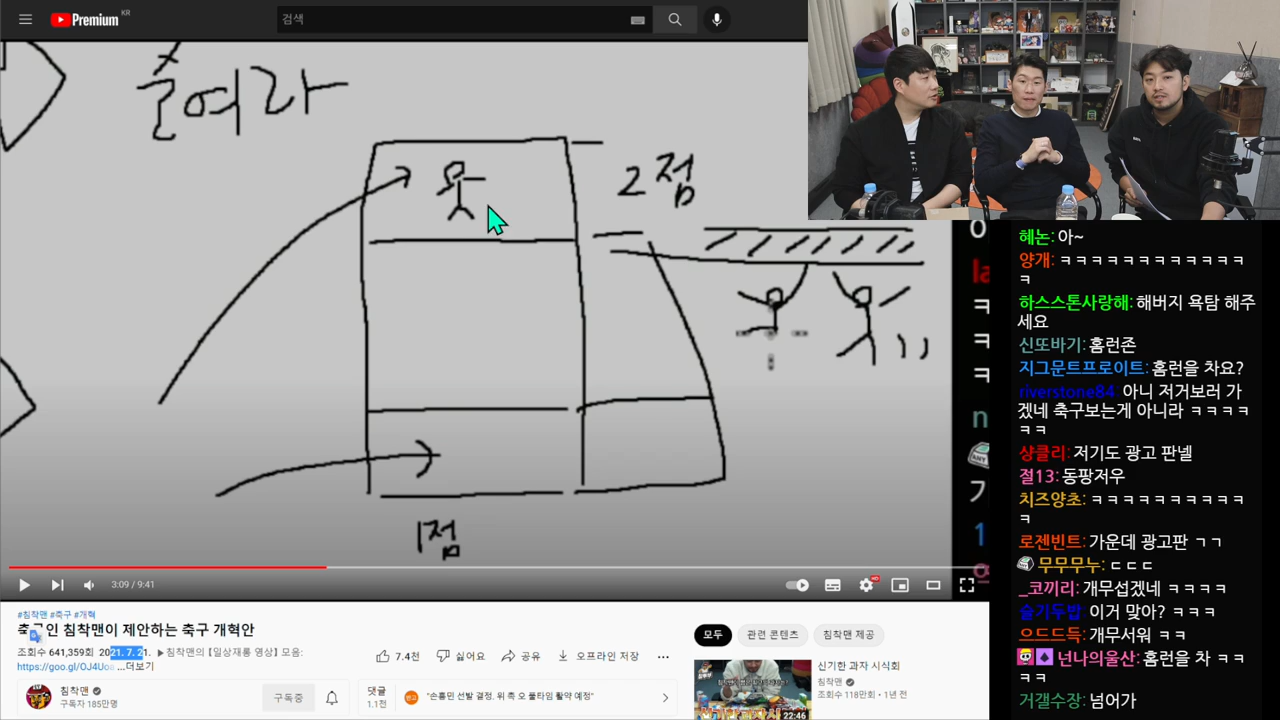 Premium KR
검색
줄여라
2점
1점
3:09 / 9:41
#침착맨 #축구 #개혁
축구인 침착맨이 제안하는 축구 개혁안
조회수 641,359회 2021. 7. 21. ▶침착맨의 【일상재롱 영상】 모음:
https://goo.gl/OJ4Uo ...더보기
7.4천 싫어요 공유 오프라인 저장
침착맨
구독자 185만명
구독중
댓글
1.1천
"손흥민 선발 결정. 위 축 오 풀타임 활약 예정"
모두 관련 콘텐츠 침착맨 제공
신기한 과자 시식회
침착맨
조회수 118만회 • 1년 전
22:46
혜논: 아~
양개: ㅋㅋㅋㅋㅋㅋㅋㅋㅋㅋㅋㅋ
ㅋ
하스스톤사랑해: 해버지 욕탐 해주
세요
신또바기: 홈런존
지그문트프로이트: 홈런을 차요?
riverstone84: 아니 저거보러 가
겠네 축구보는게 아니라 ㅋㅋㅋㅋ
ㅋㅋ
샹클리: 저기도 광고 판넬
절13: 동팡저우
치즈양초: ㅋㅋㅋㅋㅋㅋㅋㅋㅋㅋ
ㅋ
로젠빈트: 가운데 광고판 ㄱㄱ
무무무누: ㄷㄷㄷ
_코끼리: 개무섭겠네 ㅋㅋㅋㅋ
슬기두밥: 이거 맞아? ㅋㅋㅋ
으드드득: 개무서워 ㅋㅋ
넌나의울산: 홈런을 차 ㅋㅋ
ㅋㅋ
거갤수장: 넘어가